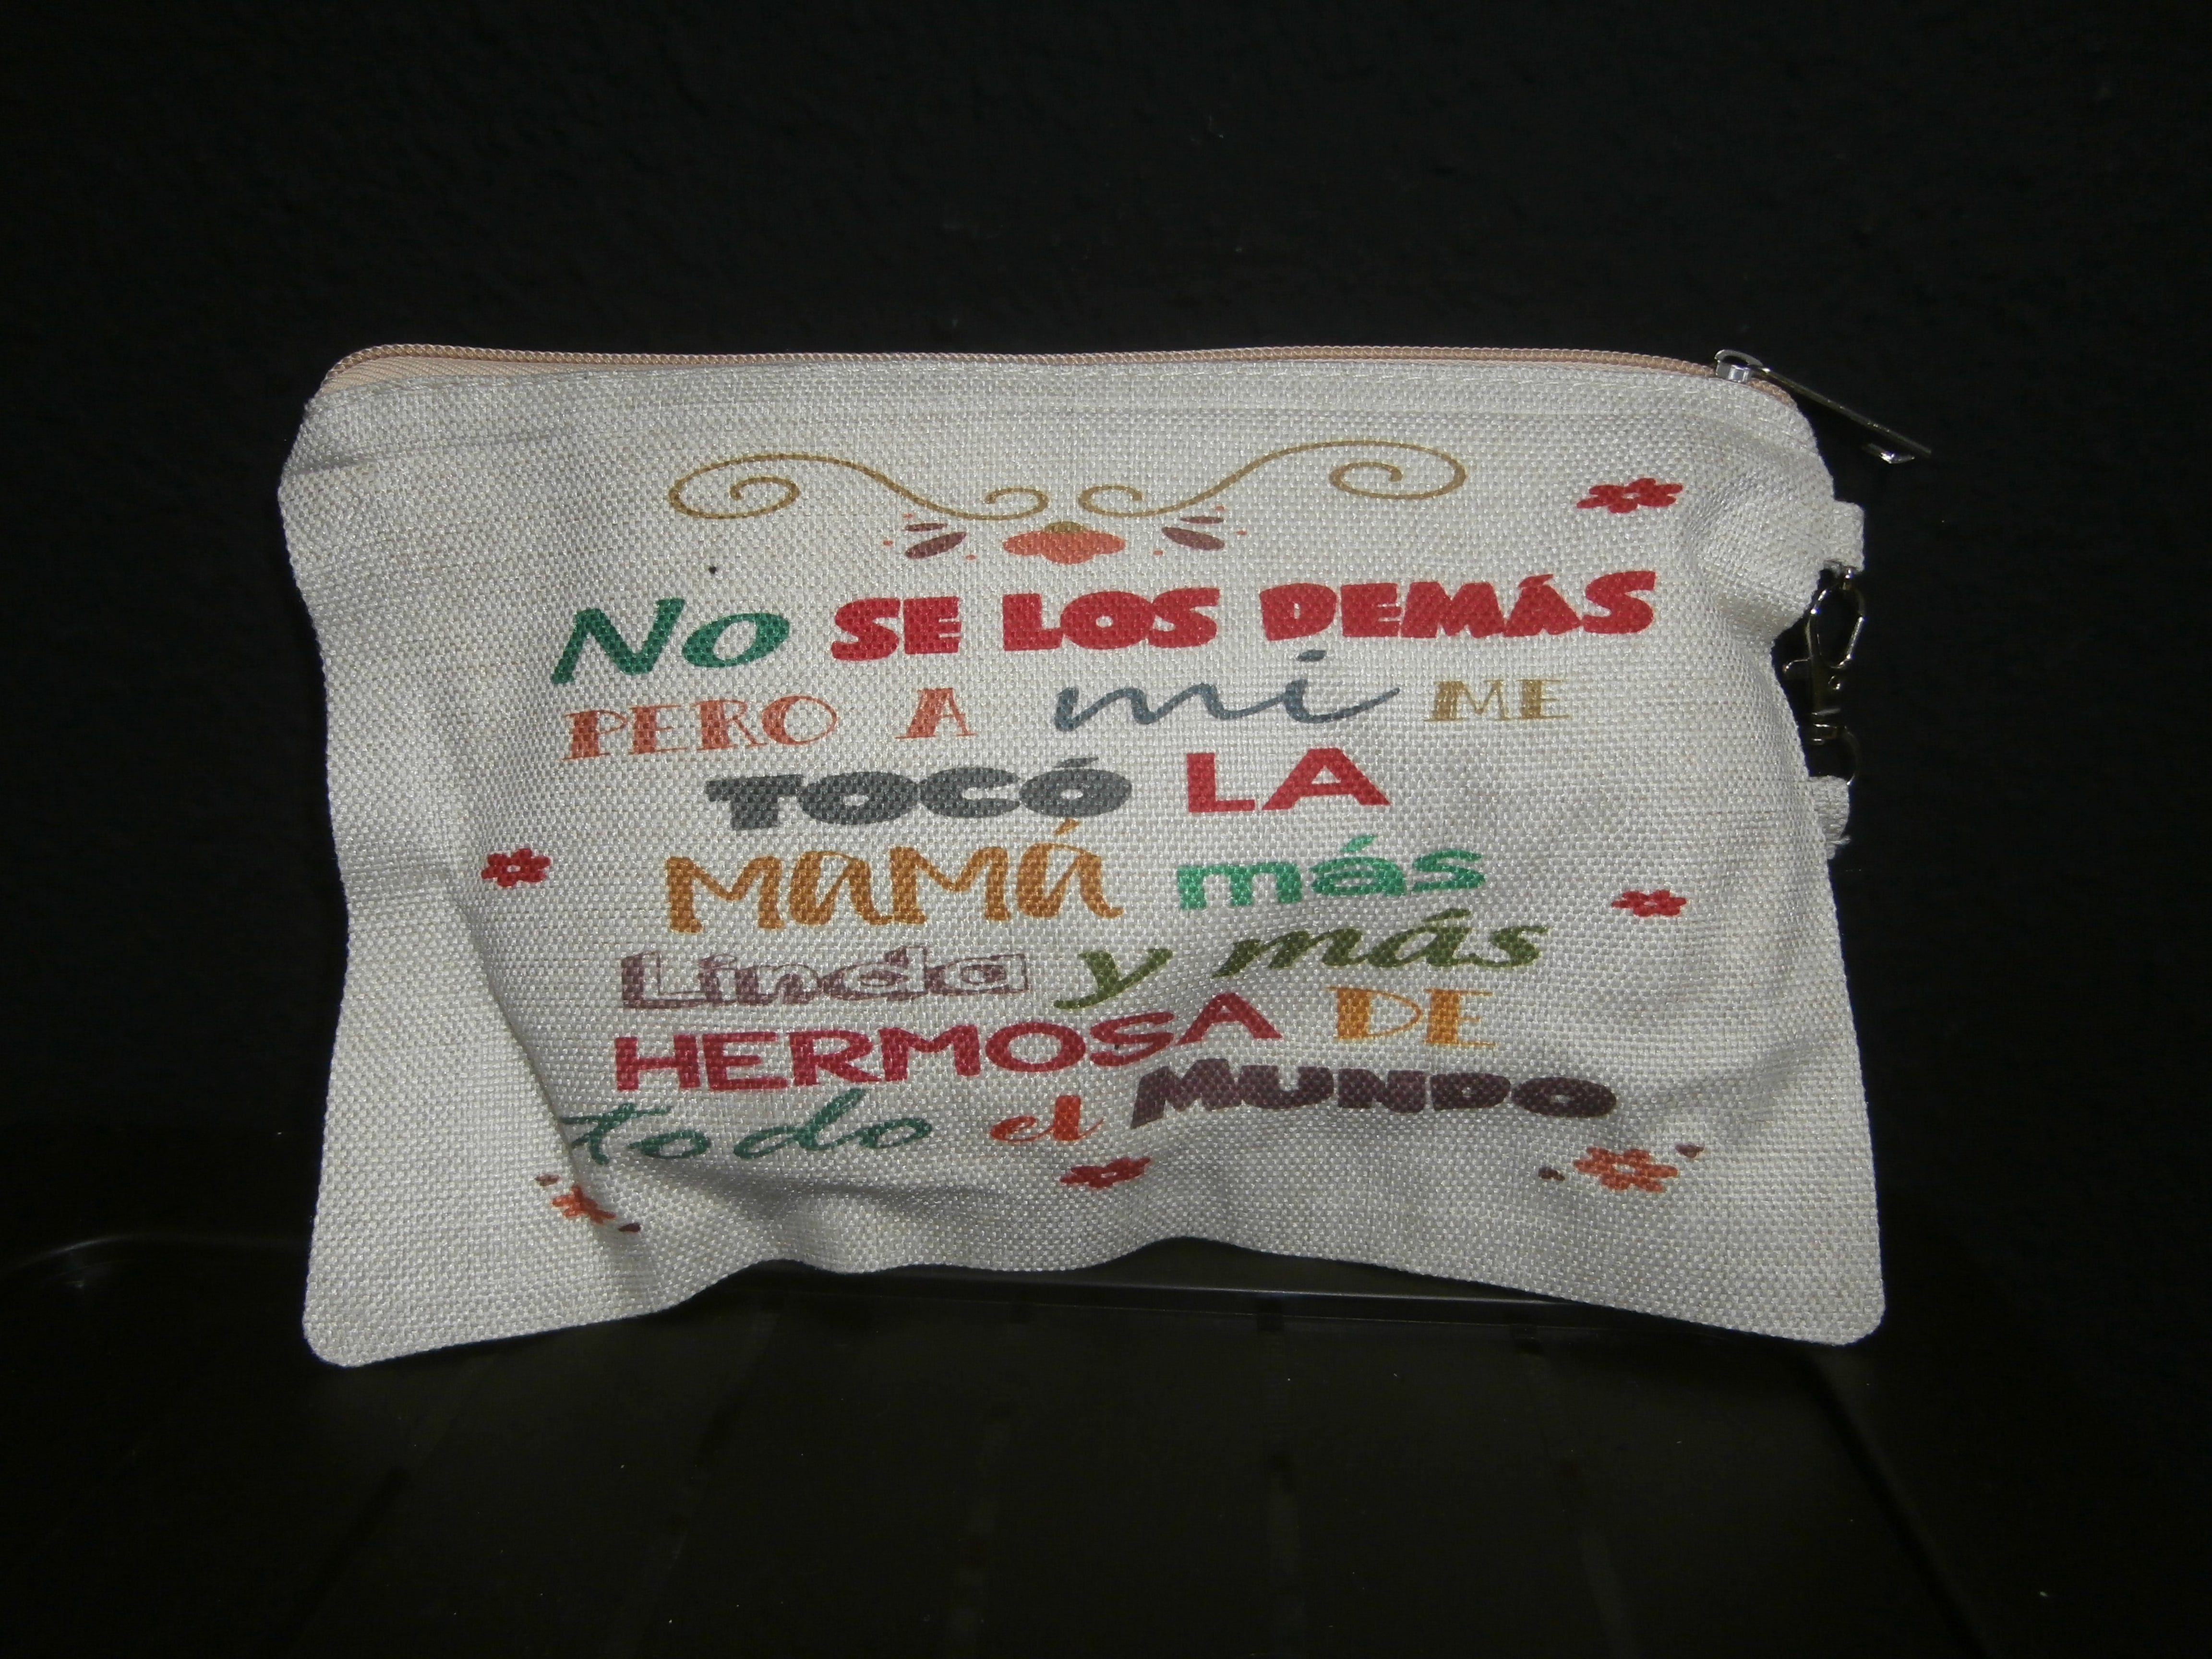 No SE LOS DEMÁS
PERO A mi ME
TOCÓ LA
MaMá más
Linda y más
HERMOSA DE
todo el MUNDO